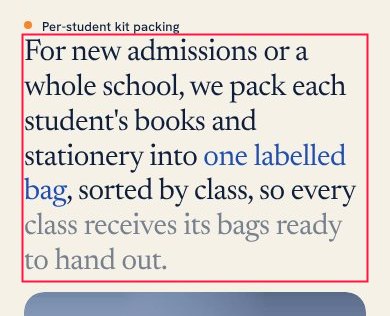 Per-student kit packing
For new admissions or a
whole school, we pack each
student's books and
stationery into one labelled
bag, sorted by class, so every
class receives its bags ready
to hand out.